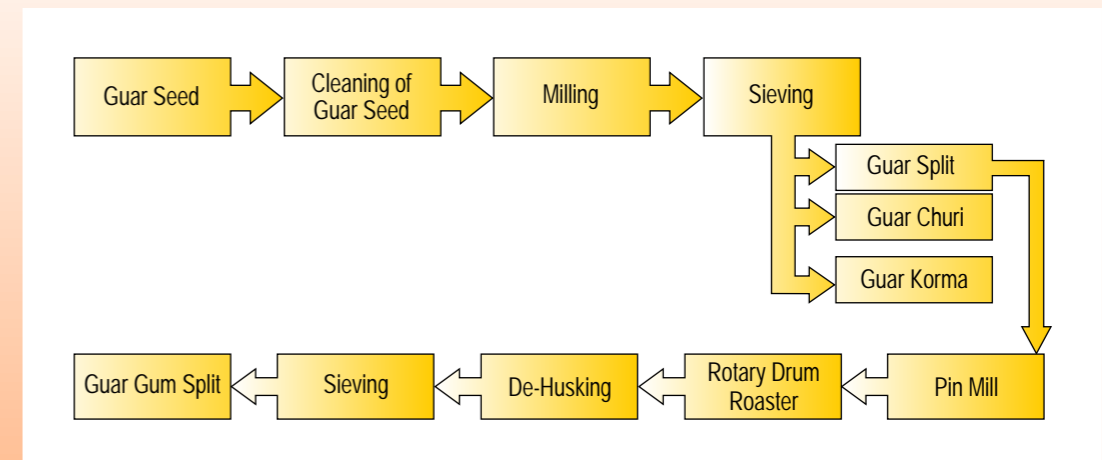 Guar Seed
Cleaning of
Guar Seed
Milling
Sieving
Guar Split
Guar Churi
Guar Korma
Guar Gum Split
Sieving
De-Husking
Rotary Drum
Roaster
Pin Mill